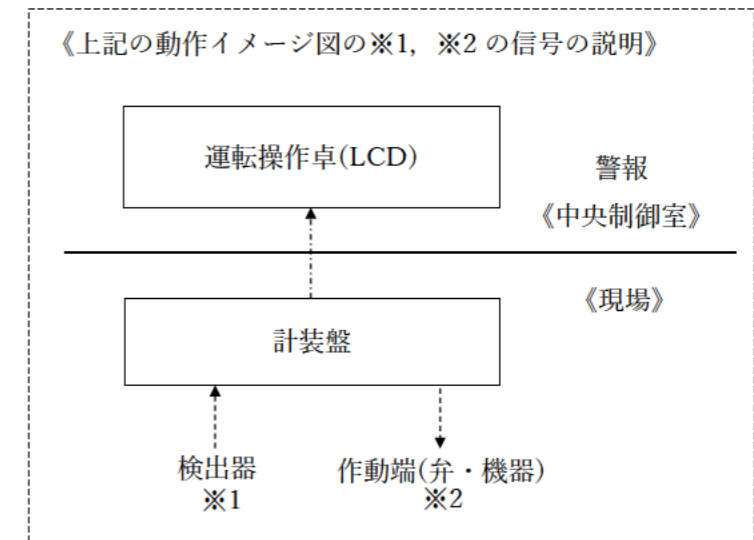 《上記の動作イメージ図の※1，※2 の信号の説明》
運転操作卓(LCD)
警報
《中央制御室》
《現場》
計装盤
検出器
※1
作動端(弁・機器)
※2